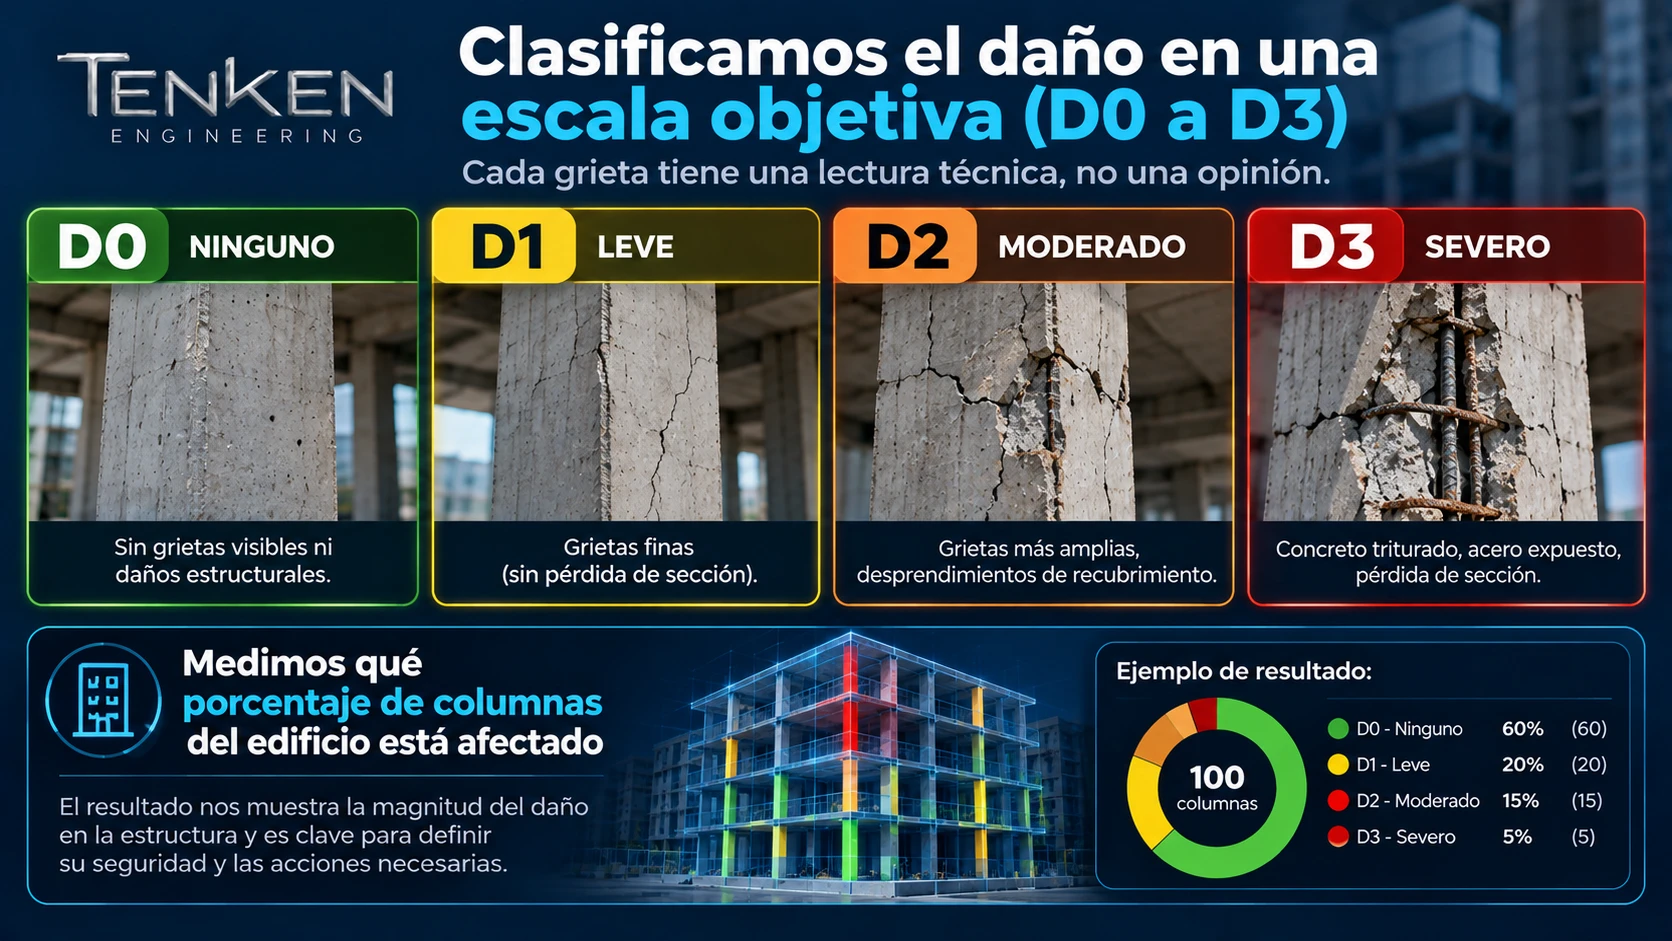 TENKEN
ENGINEERING
Clasificamos el daño en una
escala objetiva (D0 a D3)
Cada grieta tiene una lectura técnica, no una opinión.
D0 NINGUNO
Sin grietas visibles ni
daños estructurales.
D1 LEVE
Grietas finas
(sin pérdida de sección).
D2 MODERADO
Grietas más amplias,
desprendimientos de recubrimiento.
D3 SEVERO
Concreto triturado, acero expuesto,
pérdida de sección.
Medimos qué
porcentaje de columnas
del edificio está afectado
El resultado nos muestra la magnitud del daño
en la estructura y es clave para definir
su seguridad y las acciones necesarias.
Ejemplo de resultado:
100
columnas
D0 - Ninguno 60% (60)
D1 - Leve 20% (20)
D2 - Moderado 15% (15)
D3 - Severo 5% (5)